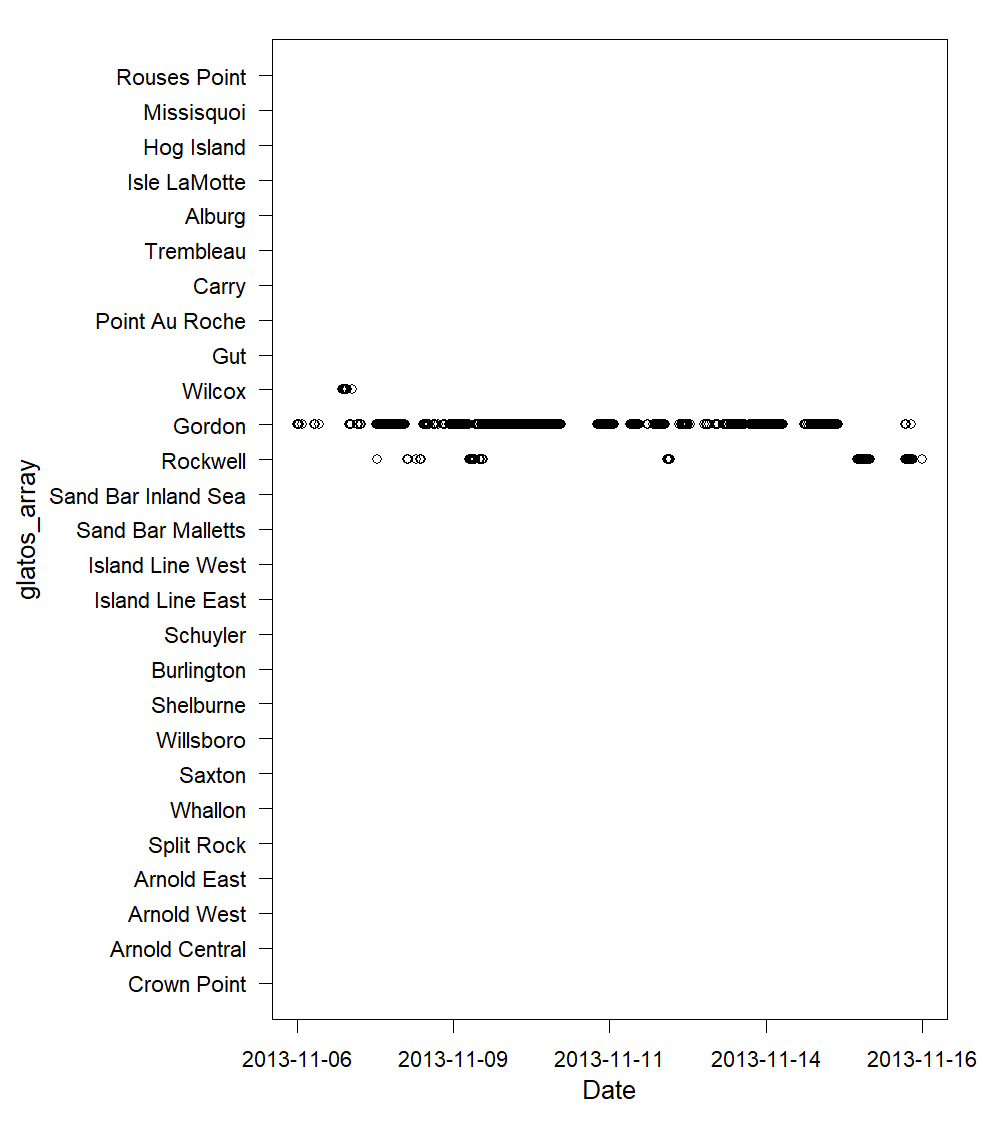 Rouses Point
Missisquoi
Hog Island
Isle LaMotte
Alburg
Trembleau
Carry
Point Au Roche
Gut
Wilcox
Gordon
Rockwell
Sand Bar Inland Sea
Sand Bar Malletts
Island Line West
Island Line East
Schuyler
Burlington
Shelburne
Willsboro
Saxton
Whallon
Split Rock
Arnold East
Arnold West
Arnold Central
Crown Point
glatos_array
2013-11-06 2013-11-09 2013-11-11 2013-11-14 2013-11-16
Date